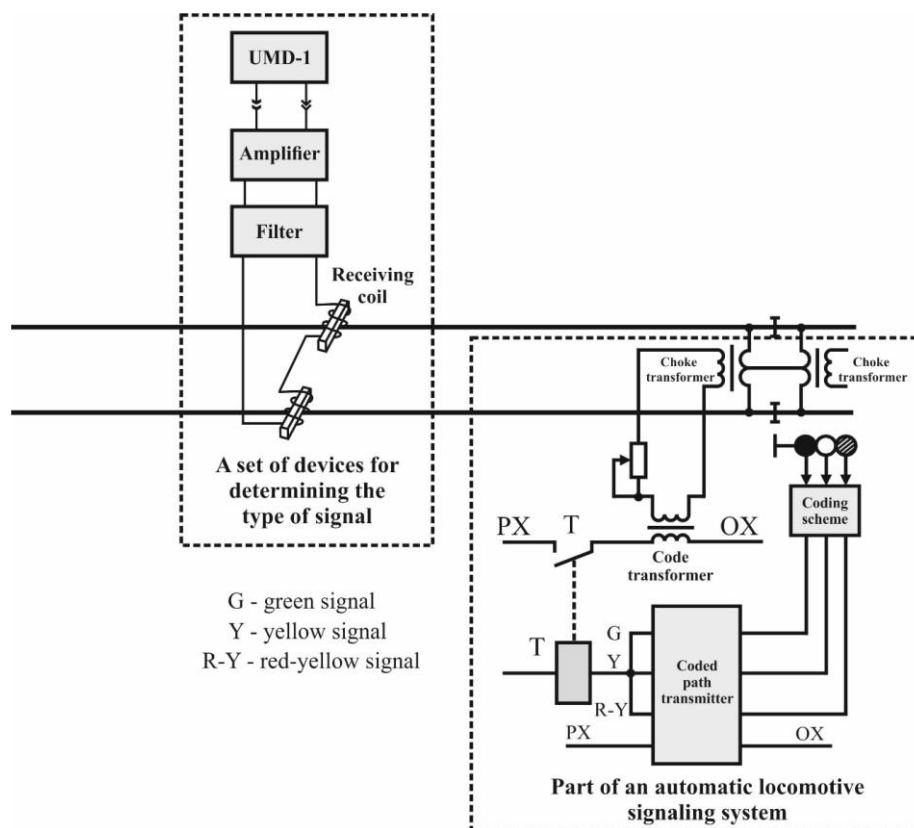 UMD-1
Amplifier
Filter
Receiving
coil
A set of devices for
determining the
type of signal
G - green signal
Y - yellow signal
R-Y - red-yellow signal
Choke
transformer
Choke
transformer
Coding
scheme
PX
T
OX
Code
transformer
T
G
Y
R-Y
Coded
path
transmitter
PX
OX
Part of an automatic locomotive
signaling system